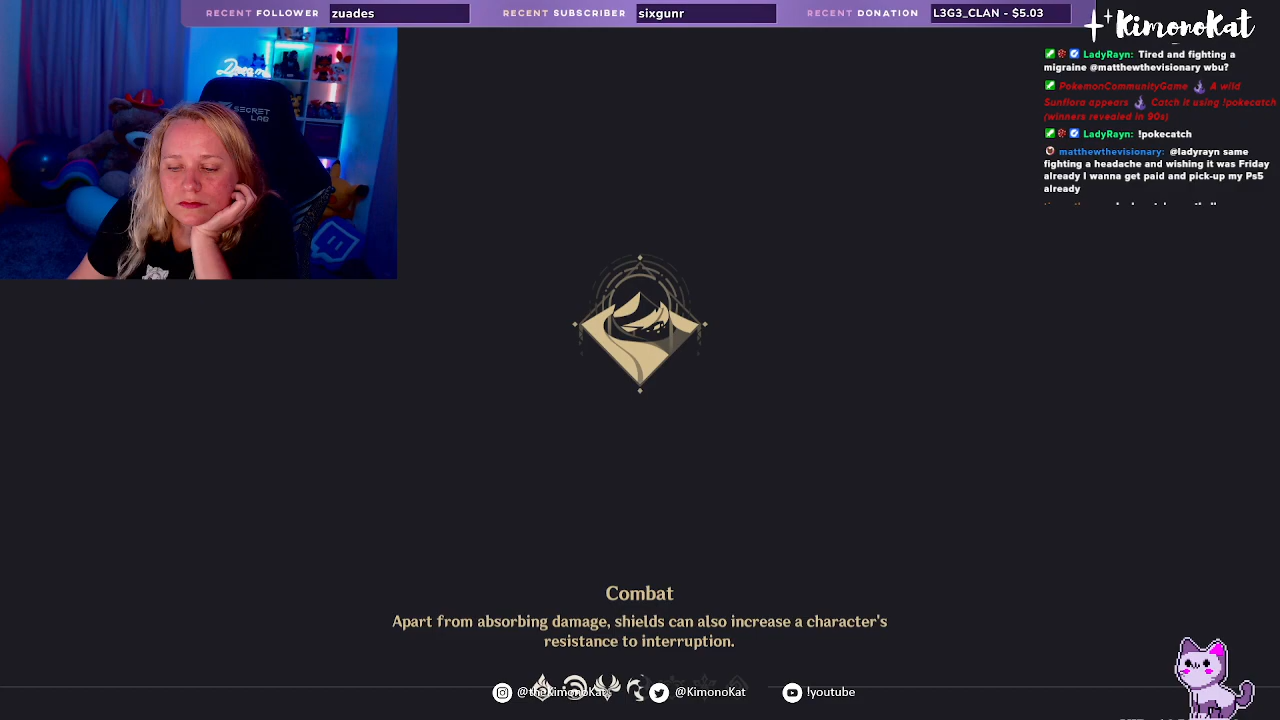 RECENT FOLLOWER zuades RECENT SUBSCRIBER sixgunr RECENT DONATION L3G3_CLAN - $5.03
KimonoKat
LadyRayn: Tired and fighting a
migraine @matthewthevisionary wbu?
PokemonCommunityGame A wild
Sunflora appears Catch it using !pokecatch
(winners revealed in 90s)
LadyRayn: !pokecatch
matthewthevisionary: @ladyrayn same
fighting a headache and wishing it was Friday
already I wanna get paid and pick-up my Ps5
already
Dream
SECRET
LAB
Combat
Apart from absorbing damage, shields can also increase a character's
resistance to interruption.
@KimonoKat !youtube